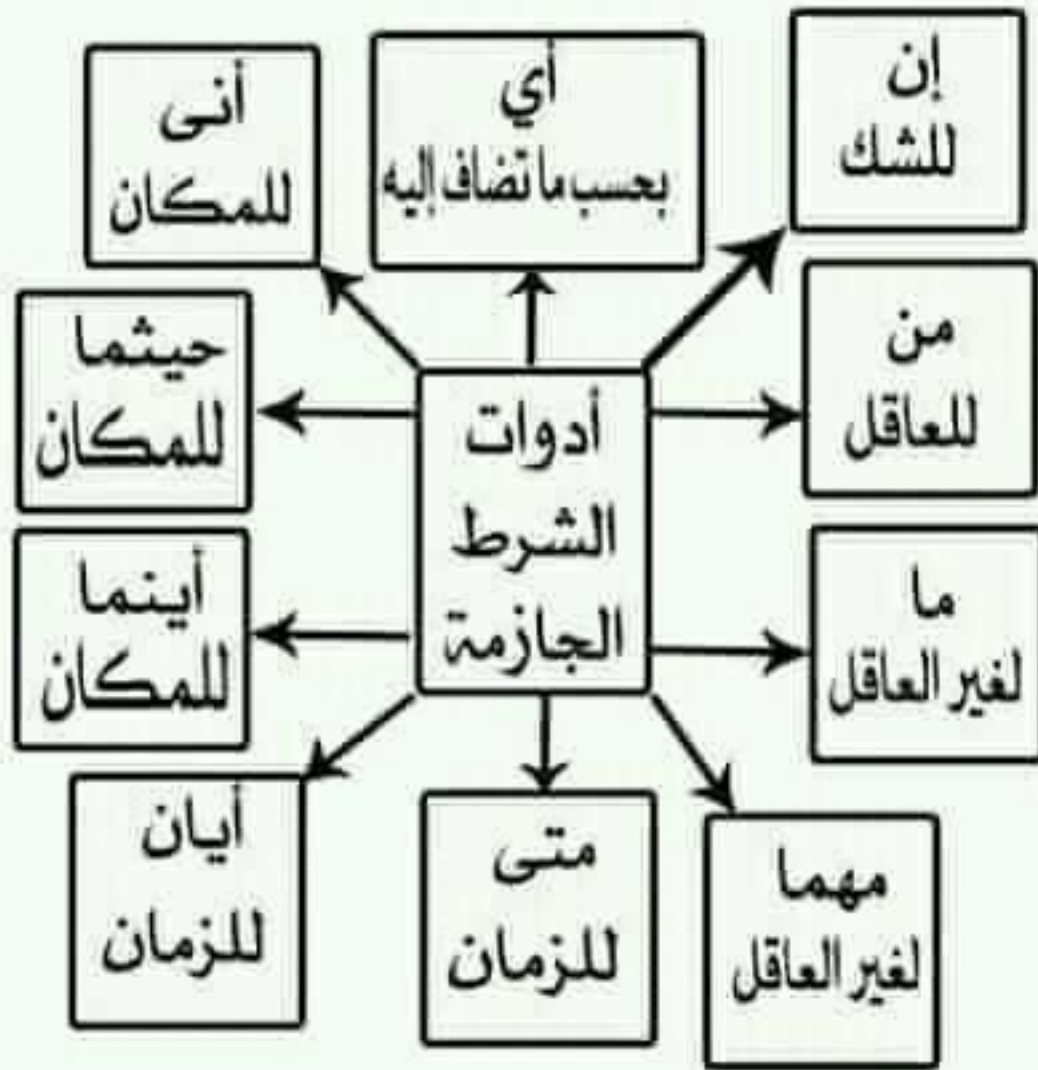 أدوات
الشرط
الجازمة
إن
للشك
من
للعاقل
ما
لغير العاقل
مهما
لغير العاقل
متى
للزمان
أيان
للزمان
أينما
للمكان
حيثما
للمكان
أنى
للمكان
أي
بحسب ما تضاف إليه